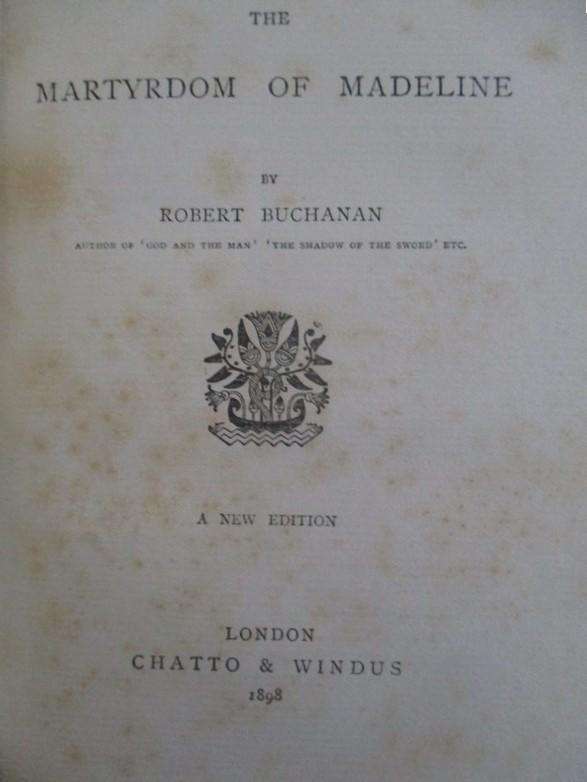 THE
MARTYRDOM OF MADELINE
BY
ROBERT BUCHANAN
AUTHOR OF 'GOD AND THE MAN' 'THE SHADOW OF THE SWORD' ETC.
A NEW EDITION
LONDON
CHATTO & WINDUS
1898